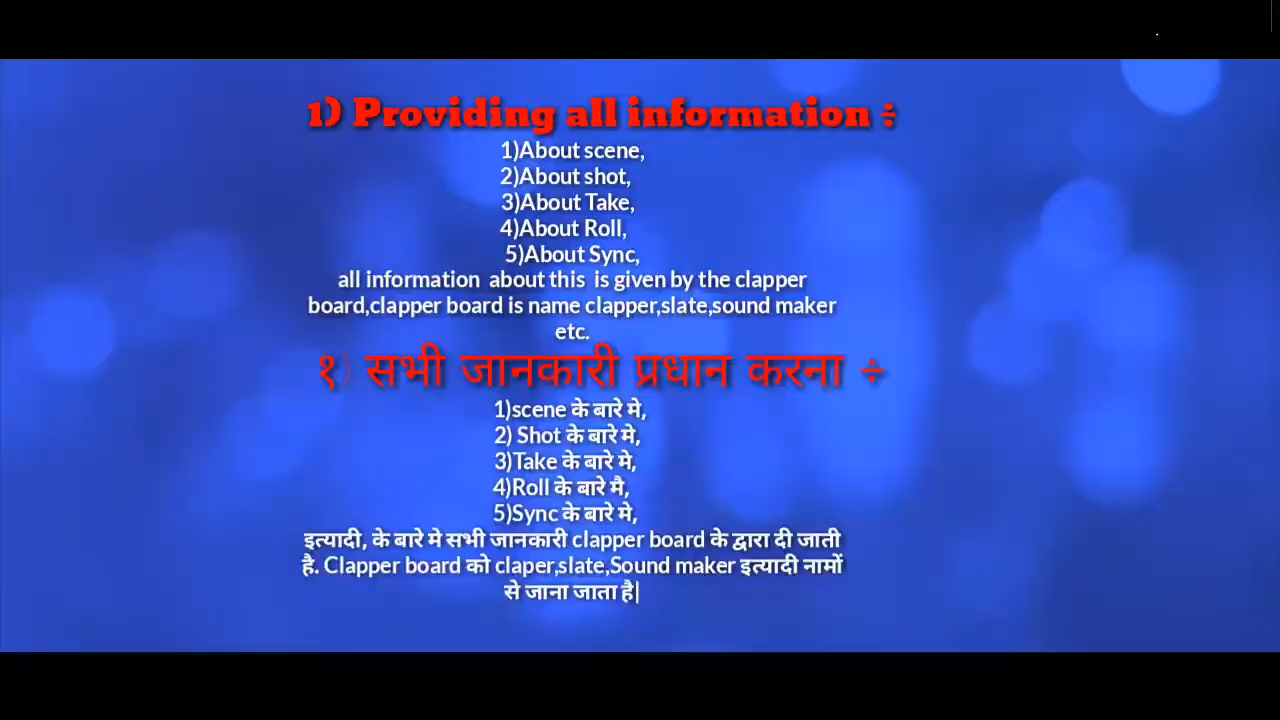 1) Providing all information ÷
1)About scene,
2)About shot,
3)About Take,
4)About Roll,
5)About Sync,
all information about this is given by the clapper
board,clapper board is name clapper,slate,sound maker
etc.
१) सभी जानकारी प्रधान करना ÷
1)scene के बारे मे,
2) Shot के बारे मे,
3)Take के बारे मे,
4)Roll के बारे मै,
5)Sync के बारे मे,
इत्यादी, के बारे मे सभी जानकारी clapper board के द्वारा दी जाती
है. Clapper board को claper,slate,Sound maker इत्यादी नामों
से जाना जाता है|